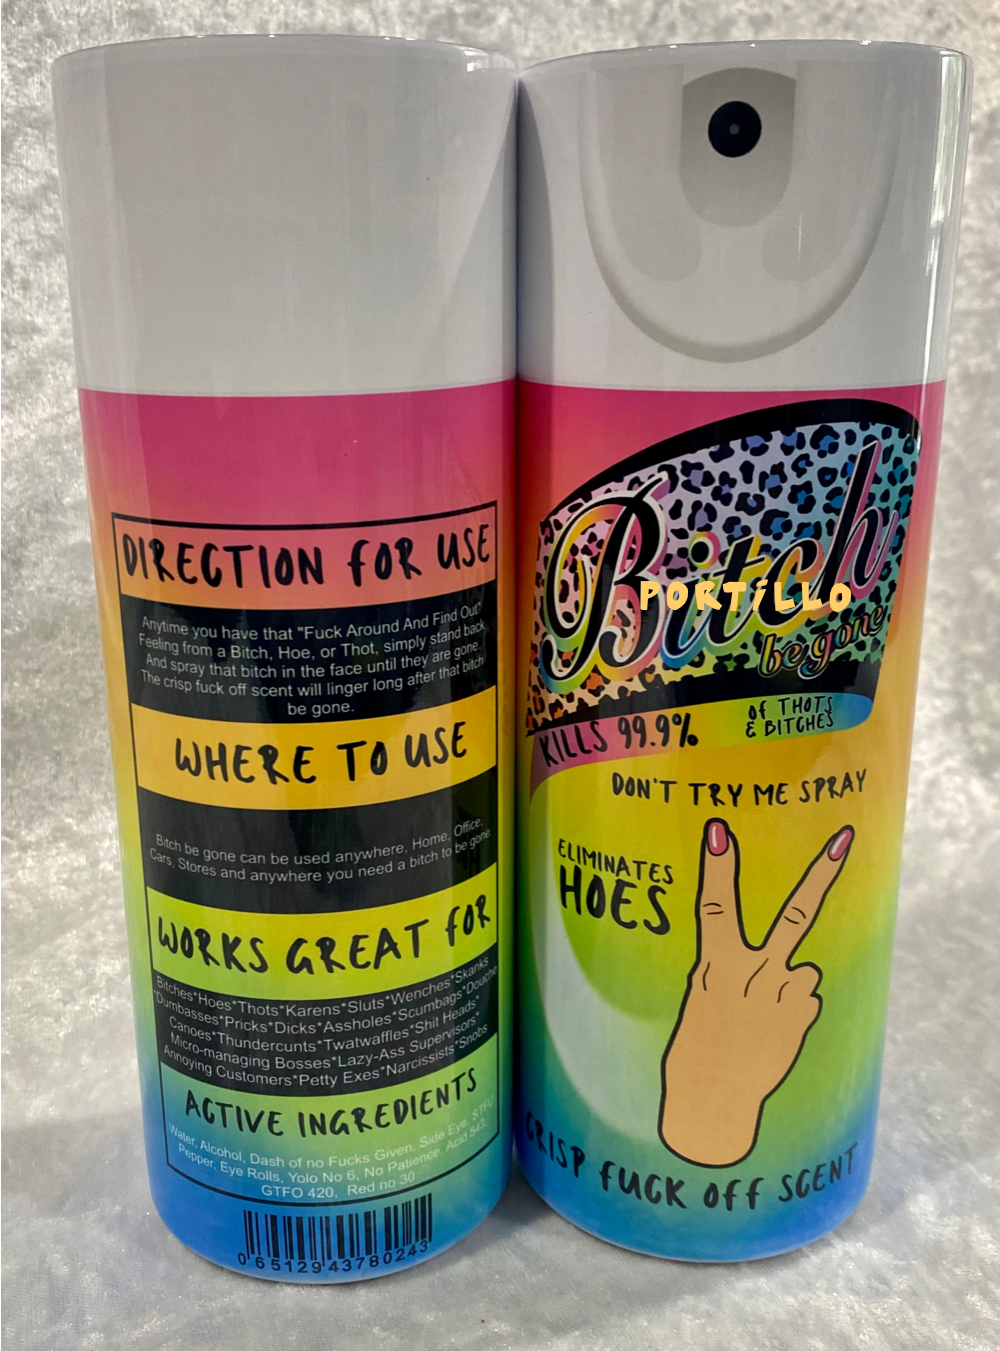 DIRECTION FOR USE
Anytime you have that "Fuck Around And Find Out"
Feeling from a Bitch, Hoe, or Thot, simply stand back
And spray that bitch in the face until they are gone.
The crisp fuck off scent will linger long after that bitch
be gone.
WHERE TO USE
Bitch be gone can be used anywhere, Home, Office,
Cars, Stores and anywhere you need a bitch to be gone
WORKS GREAT FOR
Bitches*Hoes*Thots*Karens*Sluts*Wenches*Skanks
*Dumbasses*Pricks*Dicks*Assholes*Scumbags*Douche
Canoes*Thundercunts*Twatwaffles*Shit Heads*
Micro-managing Bosses*Lazy-Ass Supervisors*
Annoying Customers*Petty Exes*Narcissists*Snobs
ACTIVE INGREDIENTS
Water, Alcohol, Dash of no Fucks Given, Side Eye, STFU
Pepper, Eye Rolls, Yolo No 6, No Patience, Acid 543,
GTFO 420, Red no 30
0 65129 43780243
Bitch
PORTiLLO
be gone
KILLS 99.9%
OF THOTS
& BITCHES
DON'T TRY ME SPRAY
ELIMINATES
HOES
CRISP FUCK OFF SCENT